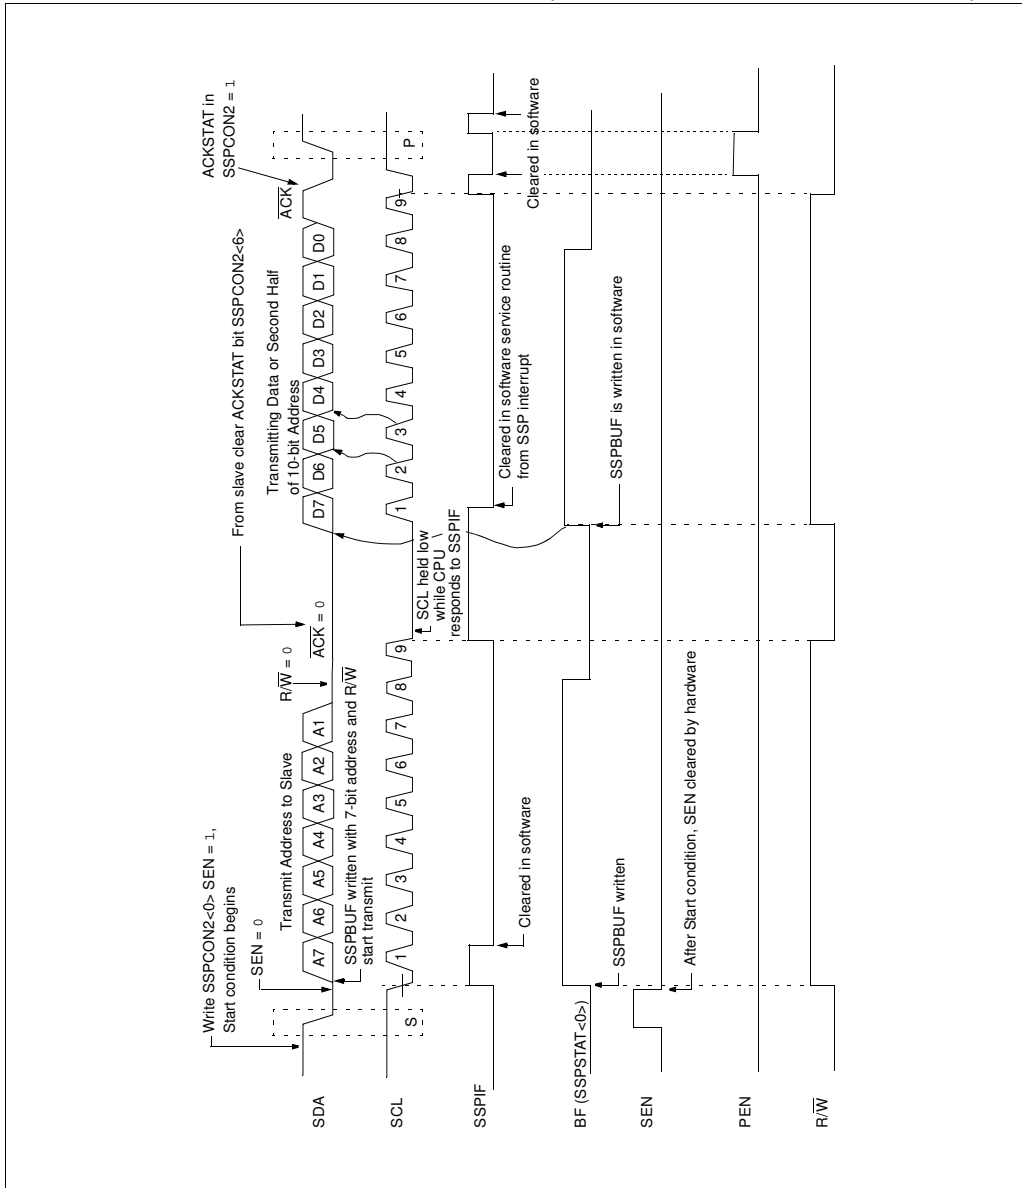 Write SSPCON2<0> SEN = 1,
Start condition begins
SEN = 0
From slave clear ACKSTAT bit SSPCON2<6>
ACKSTAT in
SSPCON2 = 1
Transmit Address to Slave
R/W = 0
ACK = 0
Transmitting Data or Second Half
of 10-bit Address
ACK
SDA
A7 A6 A5 A4 A3 A2 A1
D7 D6 D5 D4 D3 D2 D1 D0
SSPBUF written with 7-bit address and R/W
start transmit
SCL
S
1 2 3 4 5 6 7 8 9
1 2 3 4 5 6 7 8 9
P
SCL held low
while CPU
responds to SSPIF
SSPIF
Cleared in software
Cleared in software service routine
from SSP interrupt
Cleared in software
BF (SSPSTAT<0>)
SSPBUF written
SSPBUF is written in software
SEN
After Start condition, SEN cleared by hardware
PEN
R/W